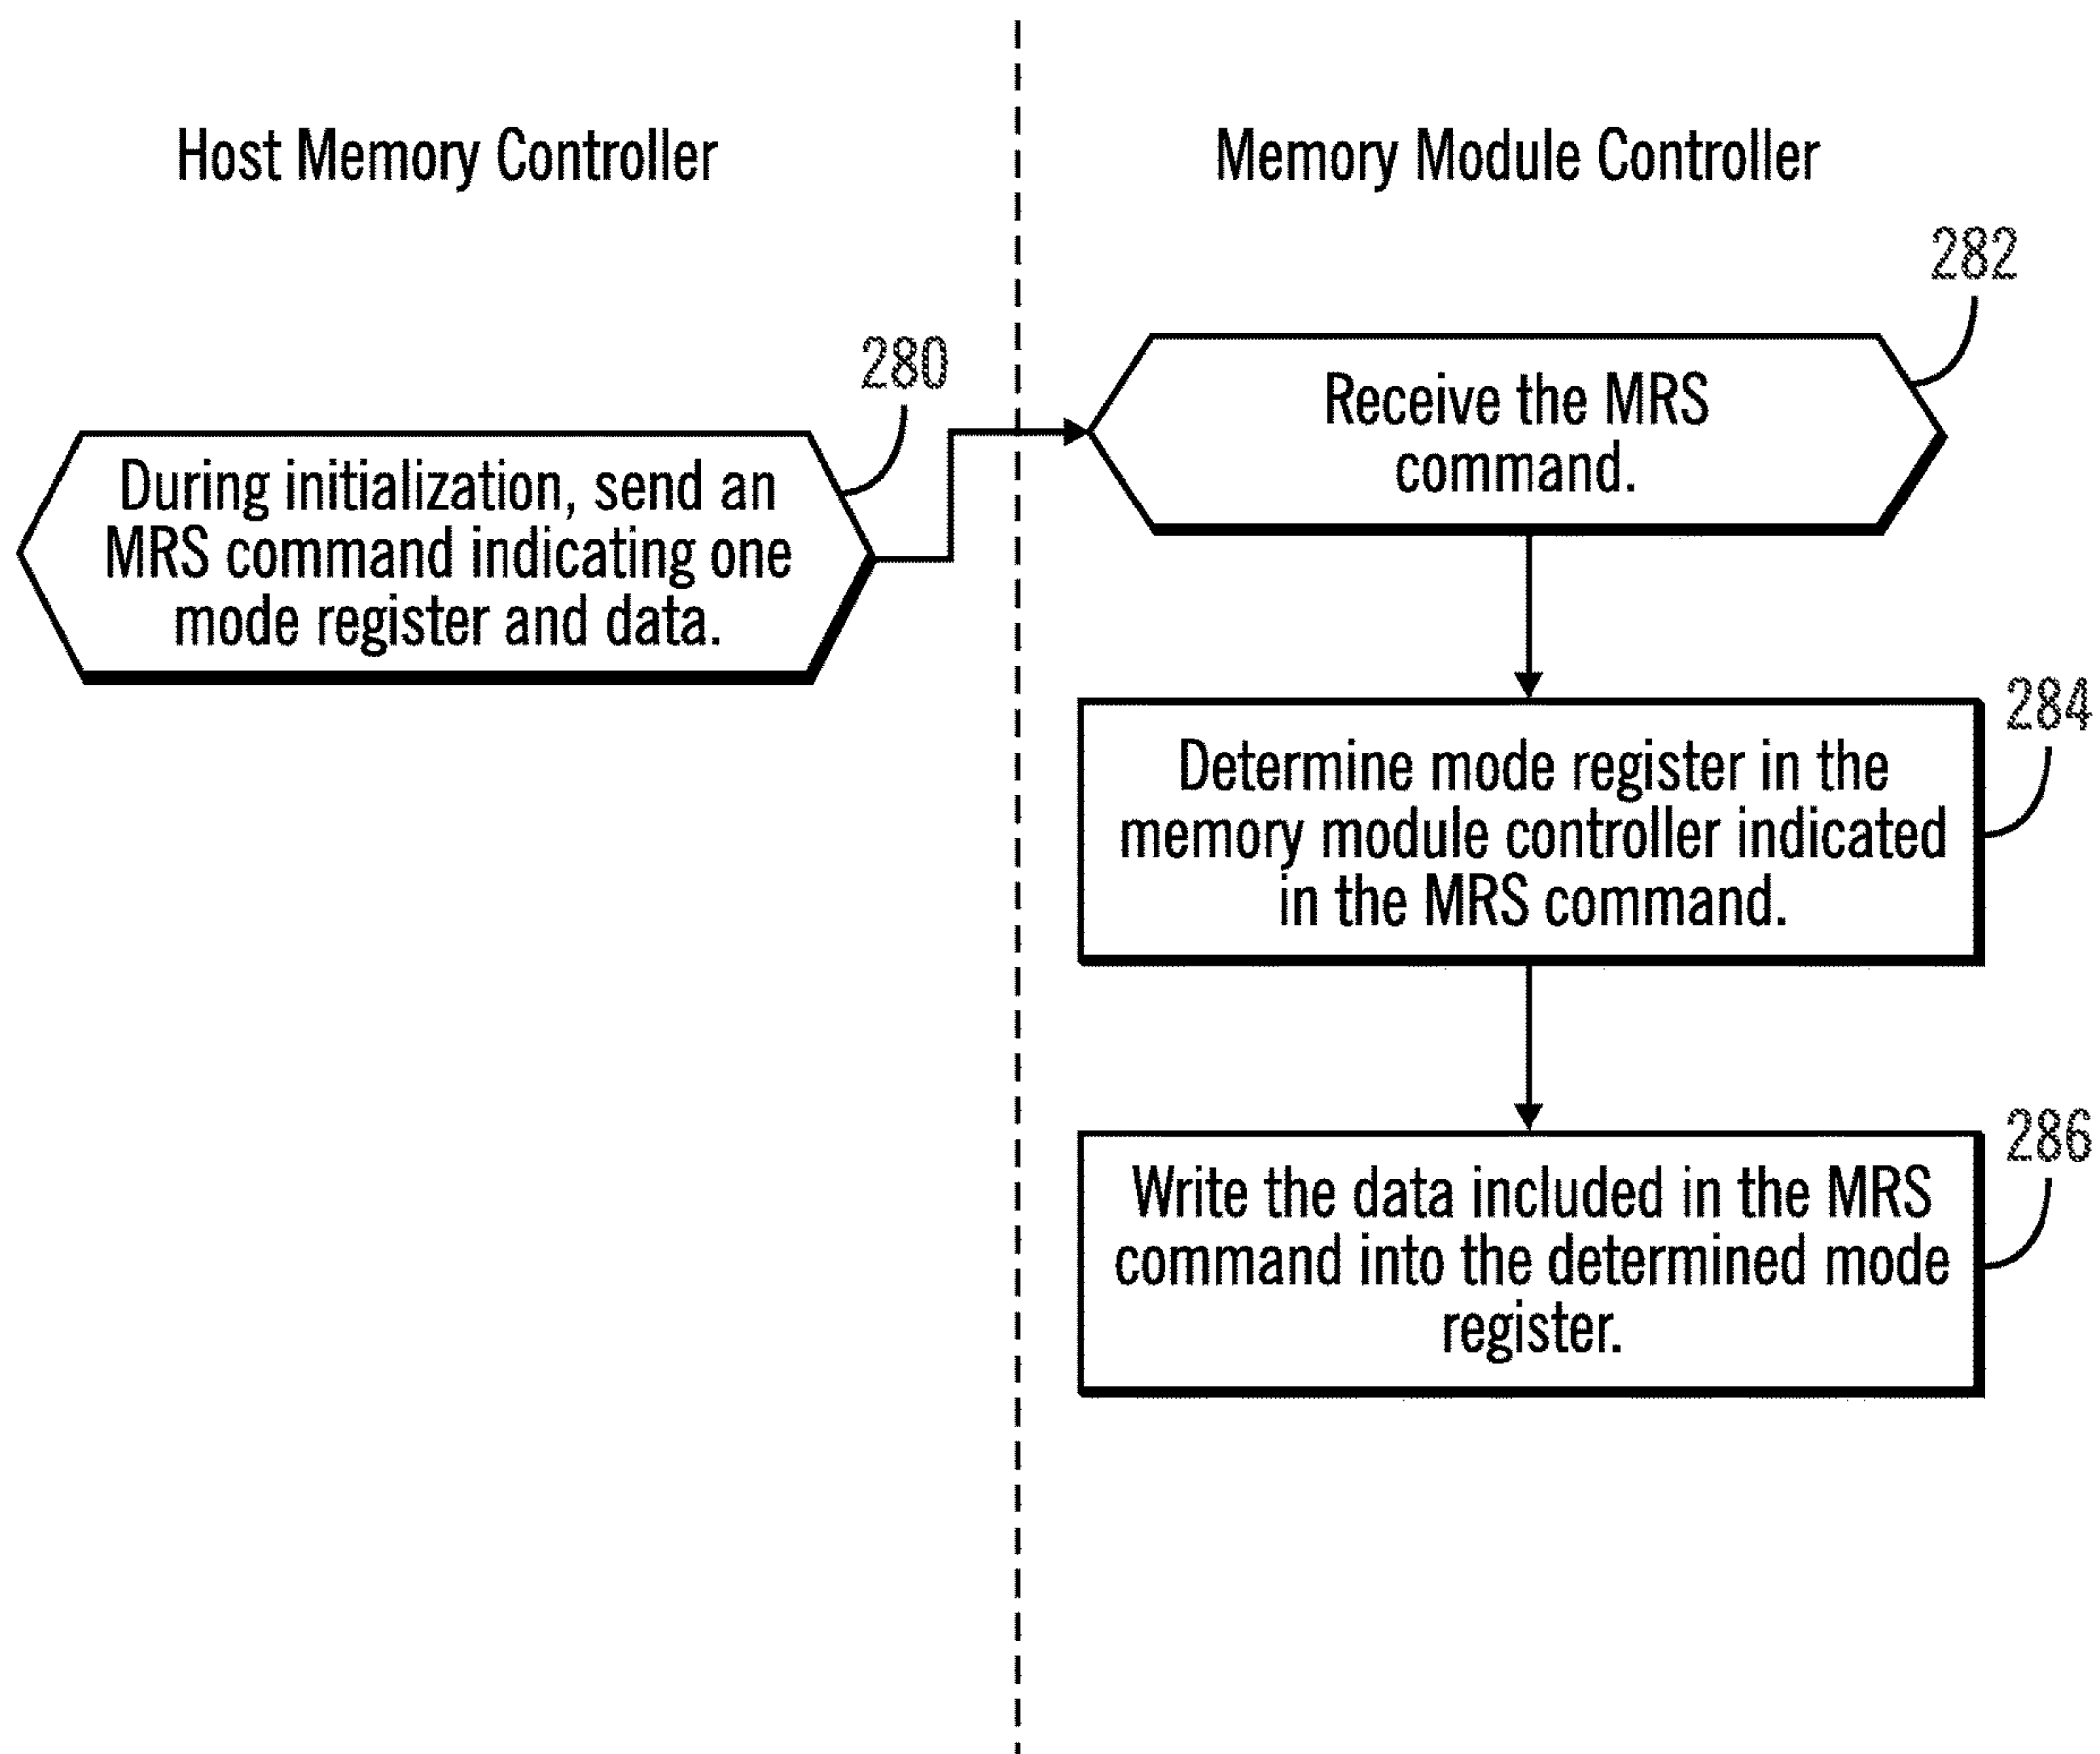 Host Memory Controller
Memory Module Controller
280
During initialization, send an
MRS command indicating one
mode register and data.
282
Receive the MRS
command.
284
Determine mode register in the
memory module controller indicated
in the MRS command.
286
Write the data included in the MRS
command into the determined mode
register.